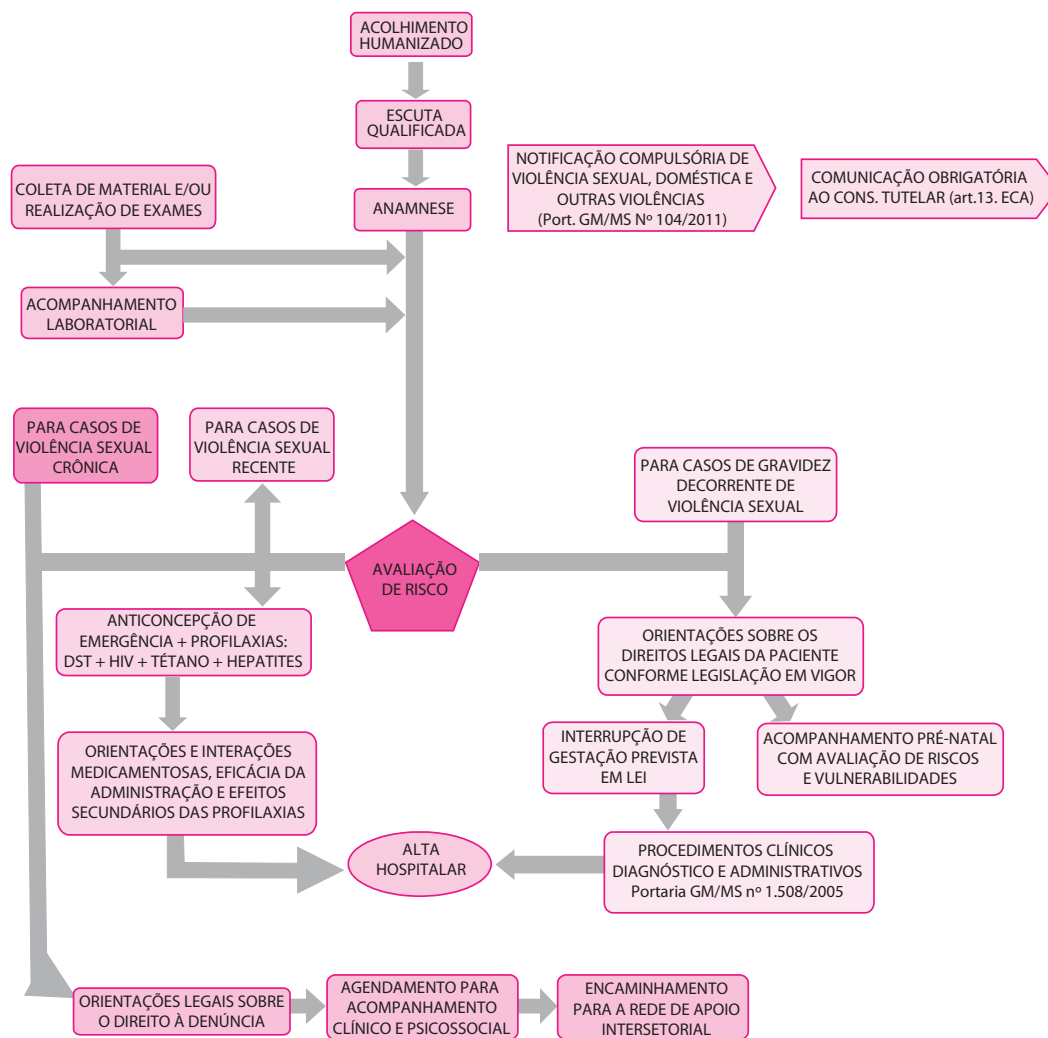 ACOLHIMENTO
HUMANIZADO
ESCUTA
QUALIFICADA
ANAMNESE
NOTIFICAÇÃO COMPULSÓRIA DE
VIOLÊNCIA SEXUAL, DOMÉSTICA E
OUTRAS VIOLÊNCIAS
(Port. GM/MS Nº 104/2011)
COMUNICAÇÃO OBRIGATÓRIA
AO CONS. TUTELAR (art.13. ECA)
COLETA DE MATERIAL E/OU
REALIZAÇÃO DE EXAMES
ACOMPANHAMENTO
LABORATORIAL
PARA CASOS DE
VIOLÊNCIA SEXUAL
CRÔNICA
PARA CASOS DE
VIOLÊNCIA SEXUAL
RECENTE
PARA CASOS DE GRAVIDEZ
DECORRENTE DE
VIOLÊNCIA SEXUAL
AVALIAÇÃO
DE RISCO
ANTICONCEPÇÃO DE
EMERGÊNCIA + PROFILAXIAS:
DST + HIV + TÉTANO + HEPATITES
ORIENTAÇÕES SOBRE OS
DIREITOS LEGAIS DA PACIENTE
CONFORME LEGISLAÇÃO EM VIGOR
ORIENTAÇÕES E INTERAÇÕES
MEDICAMENTOSAS, EFICÁCIA DA
ADMINISTRAÇÃO E EFEITOS
SECUNDÁRIOS DAS PROFILAXIAS
INTERRUPÇÃO DE
GESTAÇÃO PREVISTA
EM LEI
ACOMPANHAMENTO PRÉ-NATAL
COM AVALIAÇÃO DE RISCOS
E VULNERABILIDADES
ALTA
HOSPITALAR
PROCEDIMENTOS CLÍNICOS
DIAGNÓSTICO E ADMINISTRATIVOS
Portaria GM/MS nº 1.508/2005
ORIENTAÇÕES LEGAIS SOBRE
O DIREITO À DENÚNCIA
AGENDAMENTO PARA
ACOMPANHAMENTO
CLÍNICO E PSICOSSOCIAL
ENCAMINHAMENTO
PARA A REDE DE APOIO
INTERSETORIAL